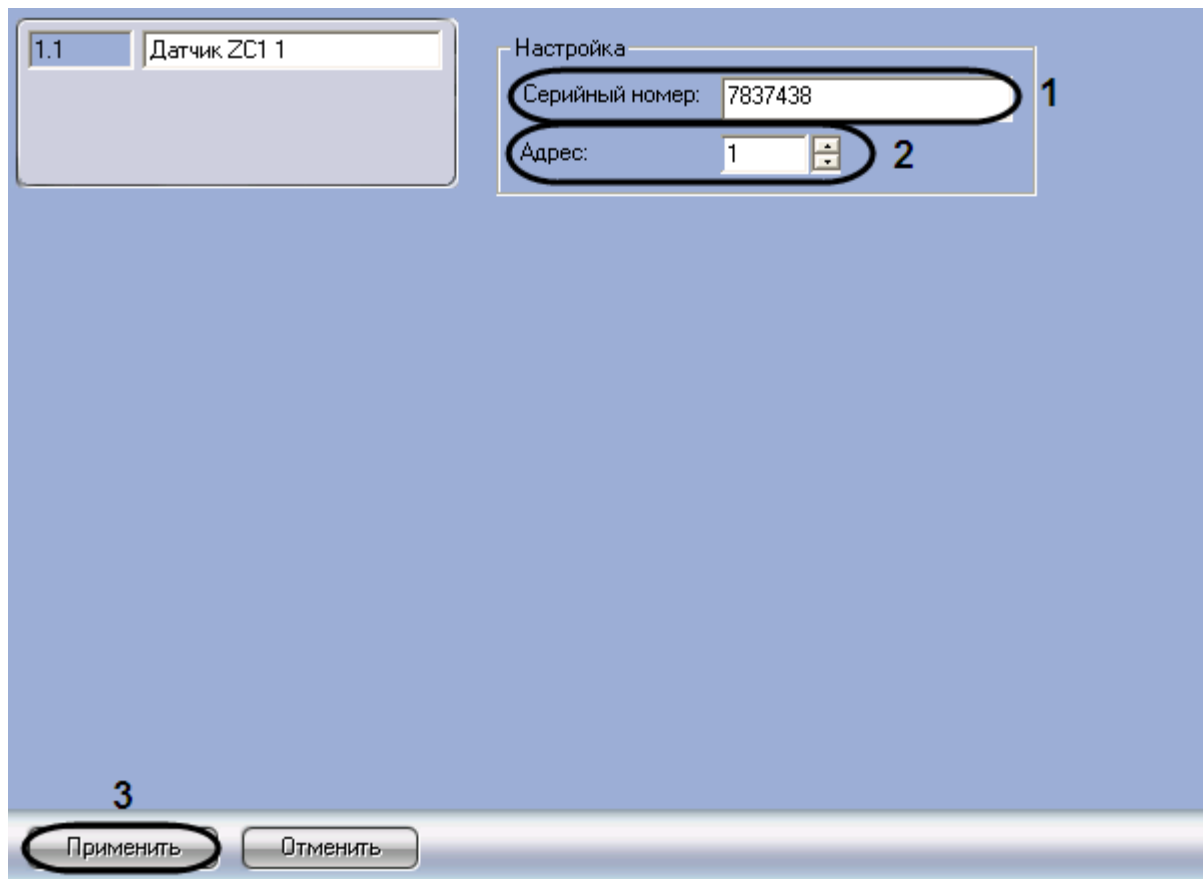 1.1 Датчик ZC1 1
Настройка
Серийный номер: 7837438 1
Адрес: 1 2
3
Применить Отменить